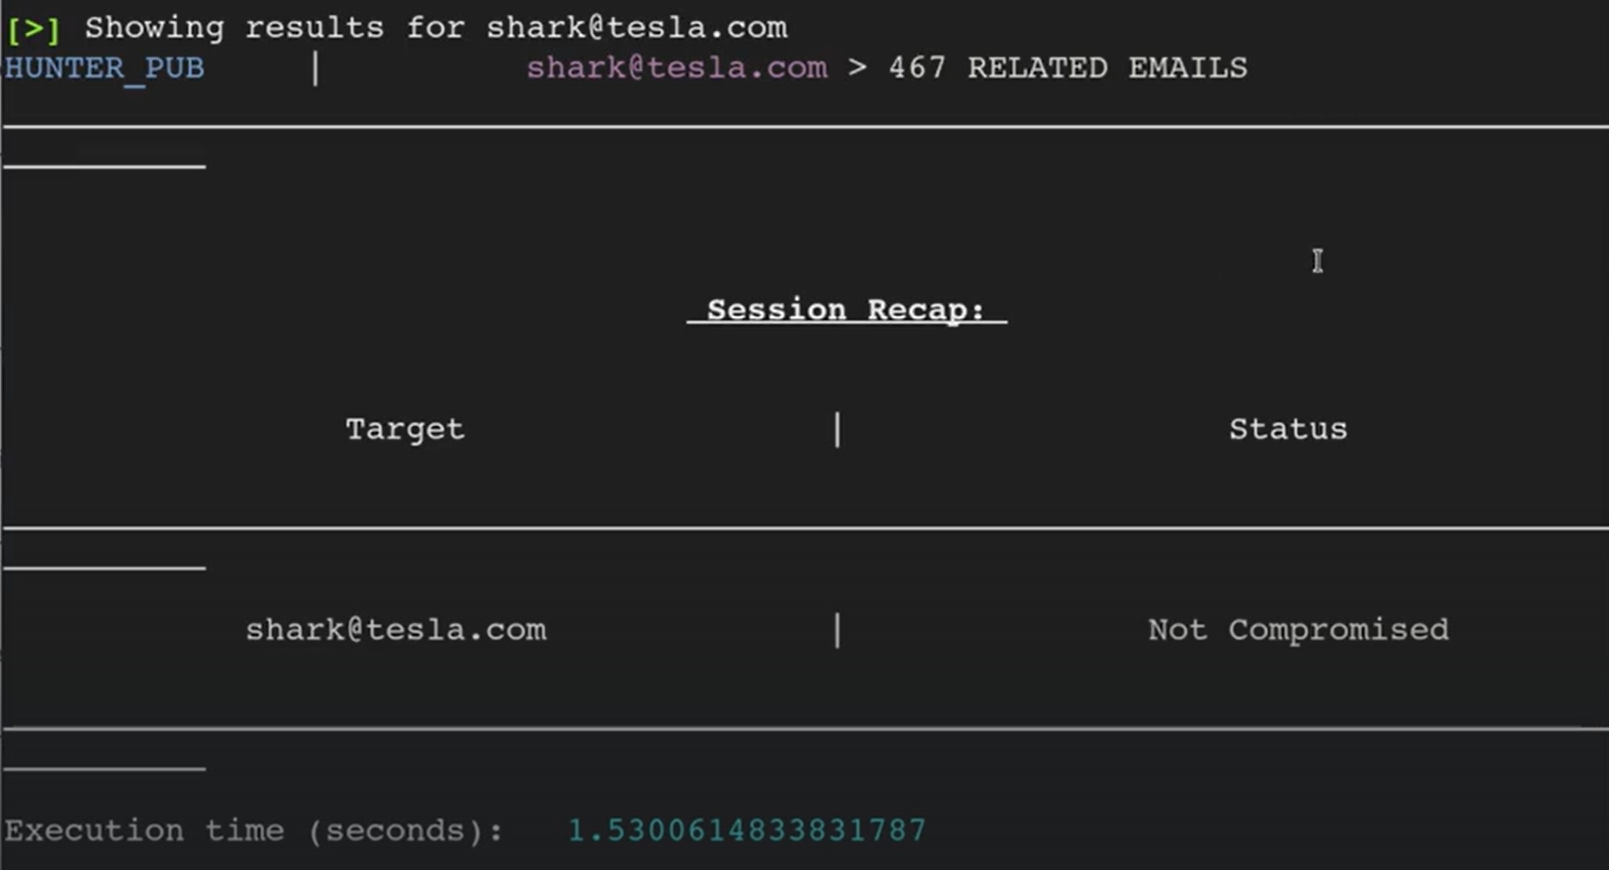 [>] Showing results for shark@tesla.com
HUNTER_PUB | shark@tesla.com > 467 RELATED EMAILS
Session Recap:
Target | Status
shark@tesla.com | Not Compromised
Execution time (seconds): 1.5300614833831787